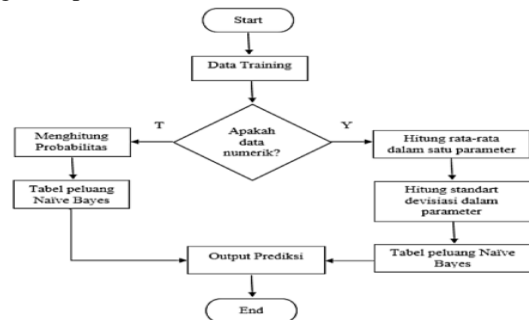 Start
Data Training
T
Apakah
data
numerik?
Y
Menghitung
Probabilitas
Hitung rata-rata
dalam satu parameter
Tabel peluang
Naïve Bayes
Hitung standart
devisiasi dalam
parameter
Output Prediksi
Tabel peluang Naïve
Bayes
End